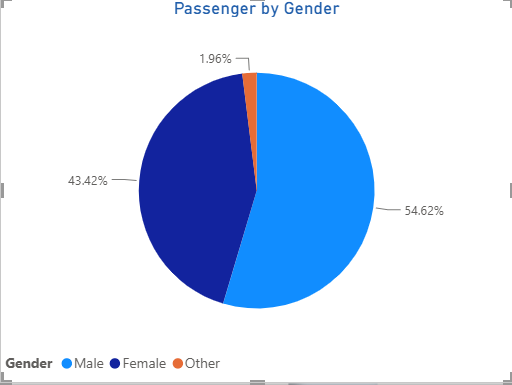 Passenger by Gender
1.96%
43.42%
54.62%
Gender Male Female Other